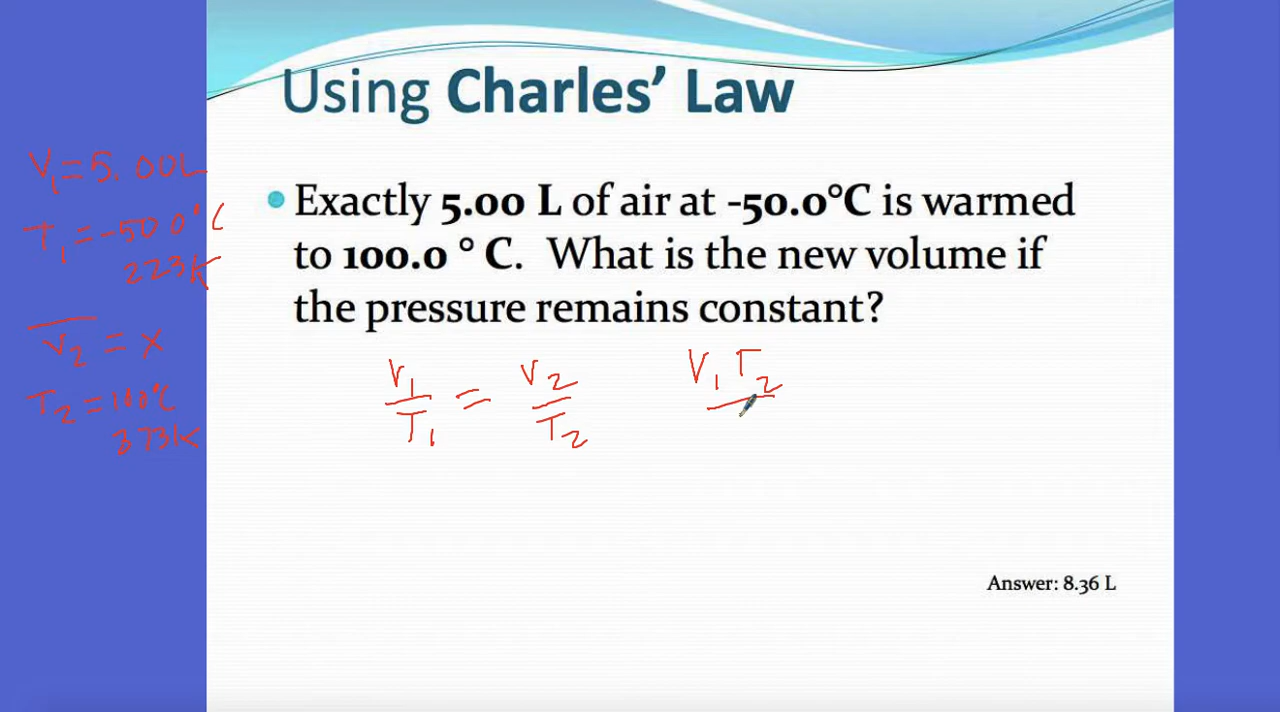 Using Charles' Law
V₁ = 5.00L
T₁ = -50.0°C
223K
V₂ = x
T₂ = 100°C
373K
• Exactly 5.00 L of air at -50.0°C is warmed
to 100.0 ° C. What is the new volume if
the pressure remains constant?
V₁/T₁ = V₂/T₂
V₁T₂
Answer: 8.36 L